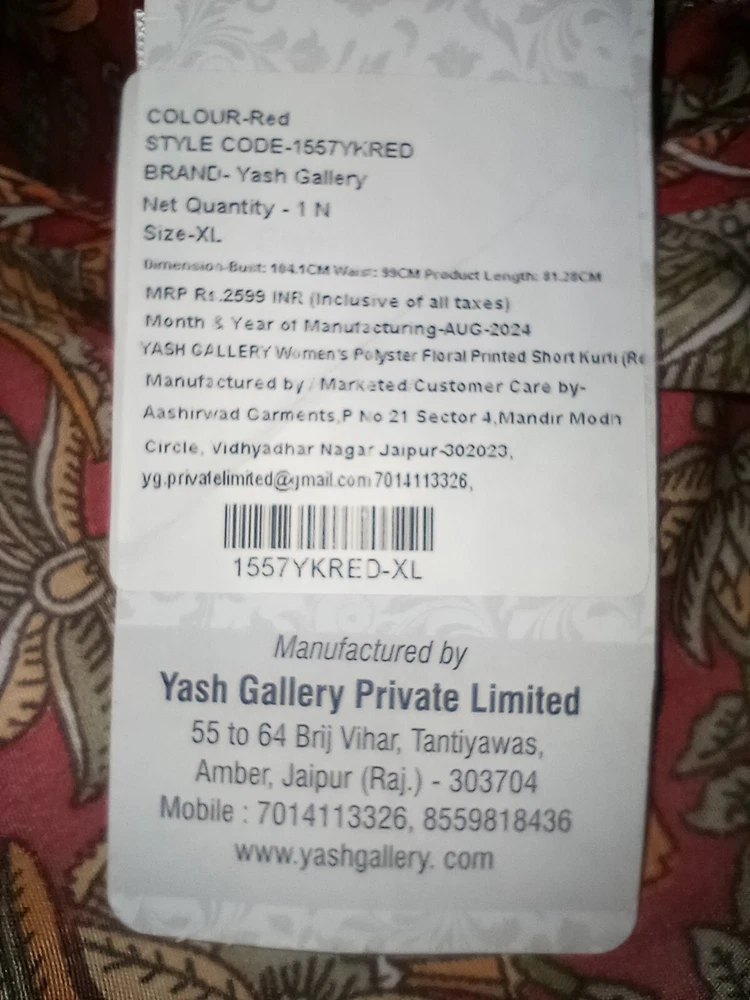 COLOUR-Red
STYLE CODE-1557YKRED
BRAND- Yash Gallery
Net Quantity - 1 N
Size-XL
Dimension-Bust: 104.1CM Waist: 99CM Product Length: 81.28CM
MRP Rs.2599 INR (Inclusive of all taxes)
Month & Year of Manufacturing-AUG-2024
YASH GALLERY Women's Polyster Floral Printed Short Kurti (Re
Manufactured by / Marketed/Customer Care by-
Aashirwad Garments,P No 21 Sector 4,Mandir Modh
Circle, Vidhyadhar Nagar Jaipur-302023,
yg.privatelimited@gmail.com 7014113326,
1557YKRED-XL
Manufactured by
Yash Gallery Private Limited
55 to 64 Brij Vihar, Tantiyawas,
Amber, Jaipur (Raj.) - 303704
Mobile : 7014113326, 8559818436
www.yashgallery. com